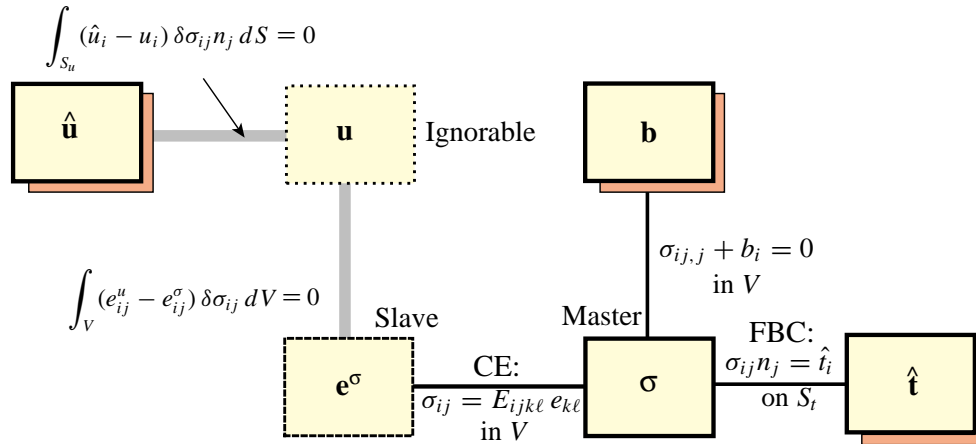 ∫_{S_u} (û_i − u_i) δσ_{ij} n_j dS = 0
û
u
Ignorable
b
σ_{ij,j} + b_i = 0
in V
∫_V (e^u_{ij} − e^σ_{ij}) δσ_{ij} dV = 0
Slave
Master
e^σ
CE:
σ_{ij} = E_{ijkℓ} e_{kℓ}
in V
σ
FBC:
σ_{ij} n_j = t̂_i
on S_t
t̂